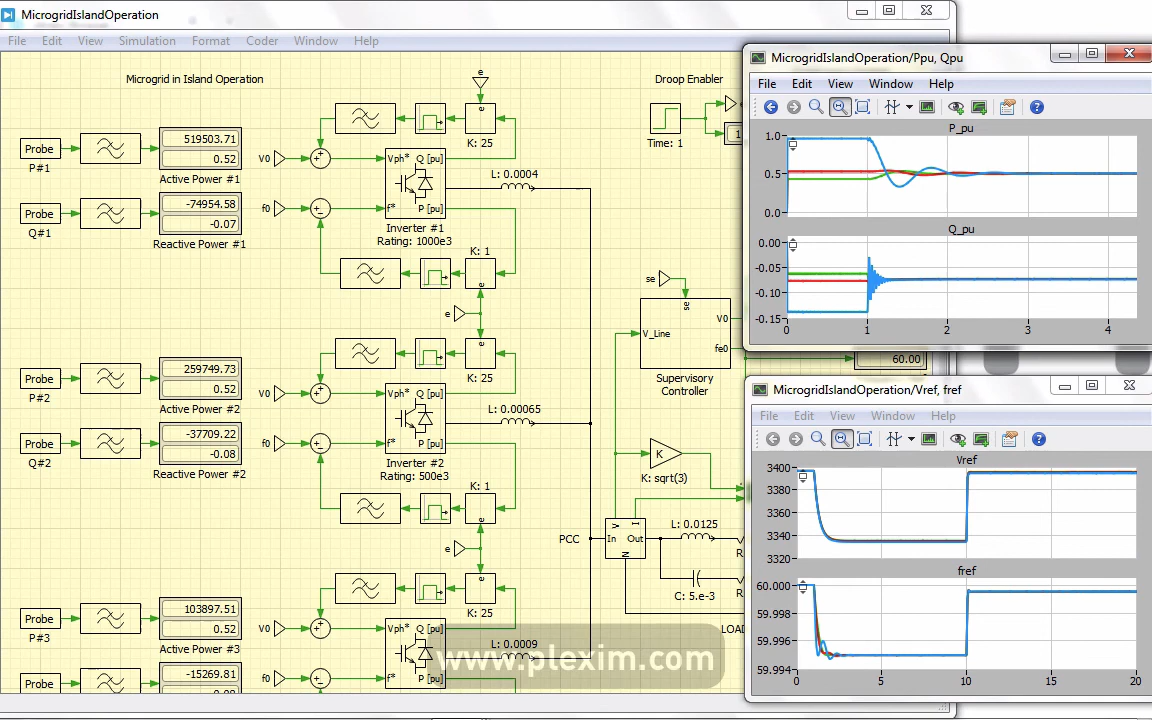 MicrogridIslandOperation
File Edit View Simulation Format Coder Window Help
Microgrid in Island Operation
Probe
P#1
519503.71
0.52
Active Power #1
Probe
Q#1
-74954.58
-0.07
Reactive Power #1
e
e
K: 25
V0
Vph* Q [pu]
f0
f* P [pu]
Inverter #1
Rating: 1000e3
L: 0.0004
K: 1
e
e
Probe
P#2
259749.73
0.52
Active Power #2
Probe
Q#2
-37709.22
-0.08
Reactive Power #2
e
K: 25
V0
Vph* Q [pu]
f0
f* P [pu]
Inverter #2
Rating: 500e3
L: 0.00065
K: 1
e
e
Probe
P#3
103897.51
0.52
Active Power #3
Probe
-15269.81
e
K: 25
V0
Vph* Q [pu]
f0
f* P [pu]
L: 0.0009
Droop Enabler
Time: 1
e
1
se
se
V_Line
V0
fe0
Supervisory
Controller
60.00
K
K: sqrt(3)
PCC
V I
In Out
N
L: 0.0125
R
C: 5.e-3
R
LOAD
www.plexim.com
MicrogridIslandOperation/Ppu, Qpu
File Edit View Window Help
P_pu
1.0
0.5
0.0
Q_pu
0.00
-0.05
-0.10
-0.15
0 1 2 3 4
MicrogridIslandOperation/Vref, fref
File Edit View Window Help
Vref
3400
3380
3360
3340
3320
fref
60.000
59.998
59.996
59.994
0 5 10 15 20